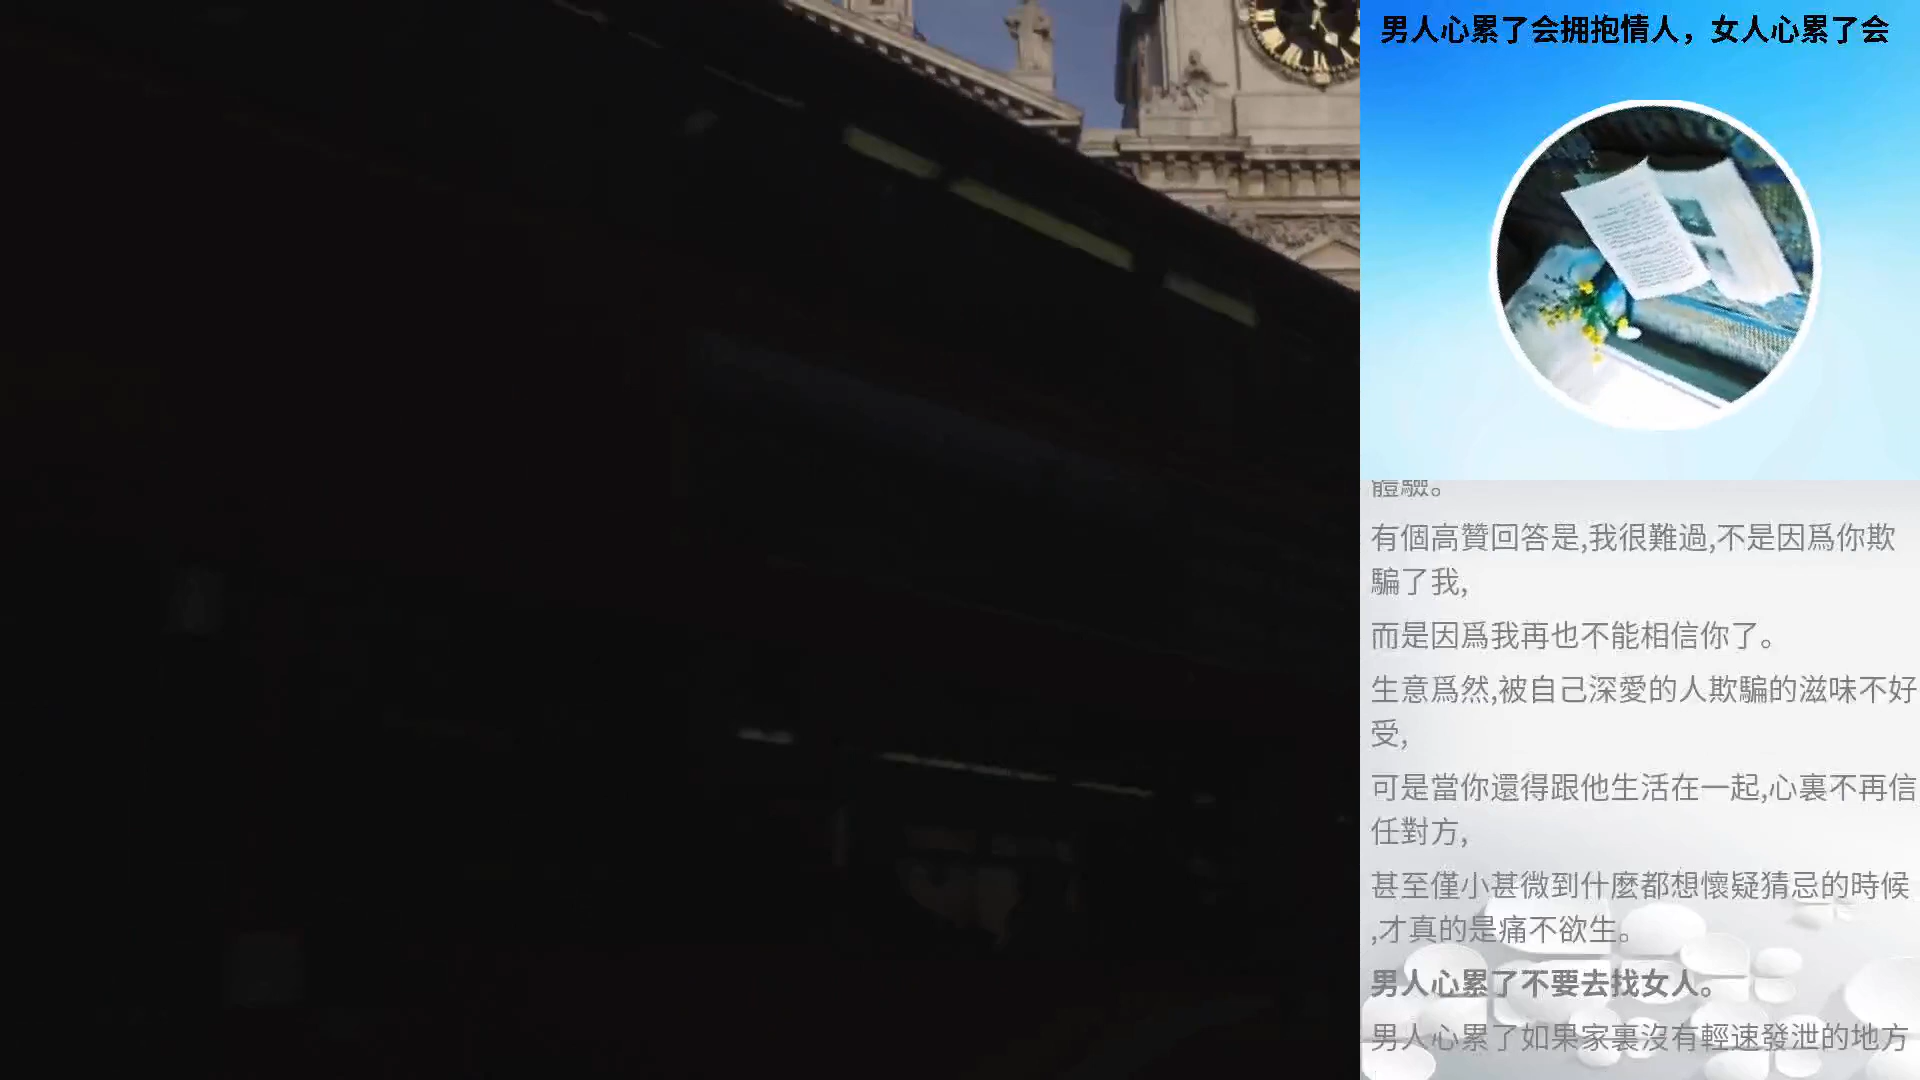 男人心累了会拥抱情人，女人心累了会
體驗。
有個高贊回答是,我很難過,不是因爲你欺
騙了我,
而是因爲我再也不能相信你了。
生意爲然,被自己深愛的人欺騙的滋味不好
受,
可是當你還得跟他生活在一起,心裏不再信
任對方,
甚至僅小甚微到什麼都想懷疑猜忌的時候
,才真的是痛不欲生。
男人心累了不要去找女人。
男人心累了如果家裏沒有輕速發泄的地方